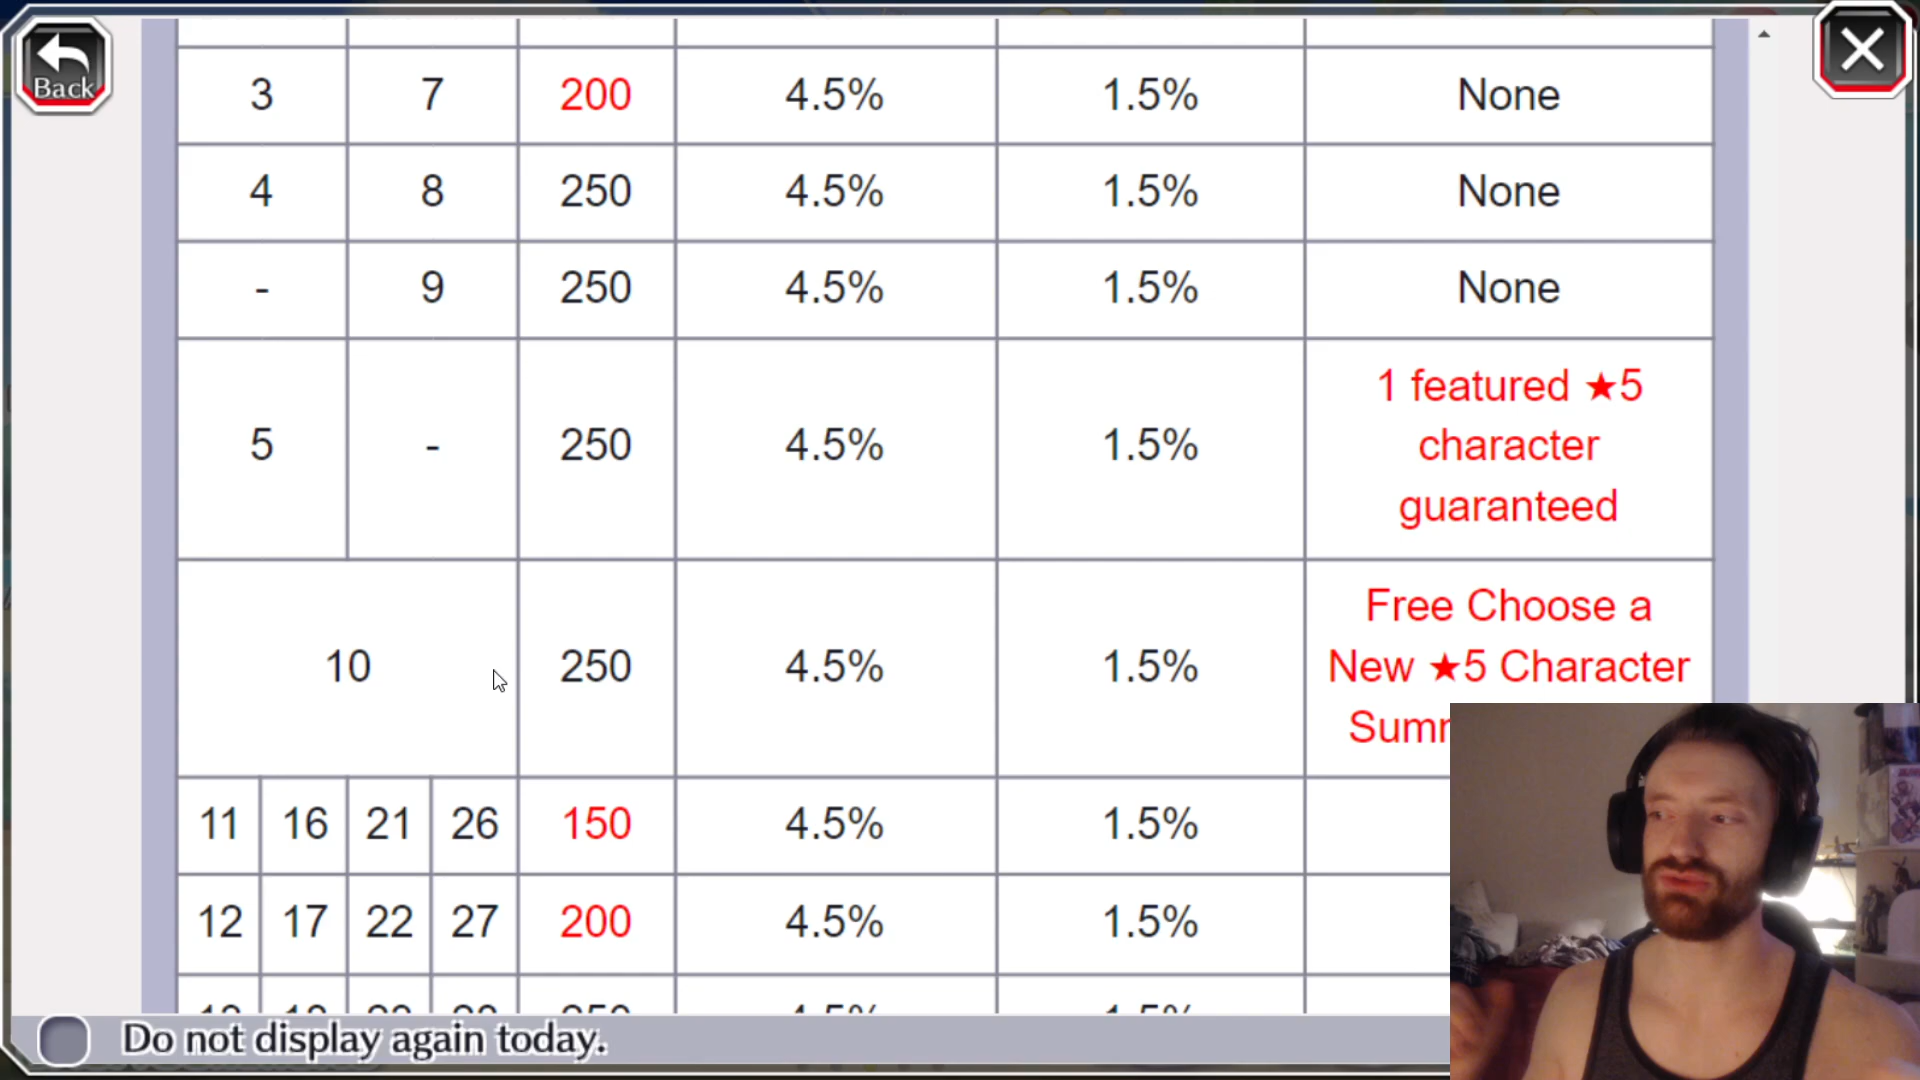 Back
3 7 200 4.5% 1.5% None
4 8 250 4.5% 1.5% None
- 9 250 4.5% 1.5% None
5 - 250 4.5% 1.5% 1 featured ★5
character
guaranteed
10 250 4.5% 1.5% Free Choose a
New ★5 Character
11 16 21 26 150 4.5% 1.5%
12 17 22 27 200 4.5% 1.5%
Do not display again today.